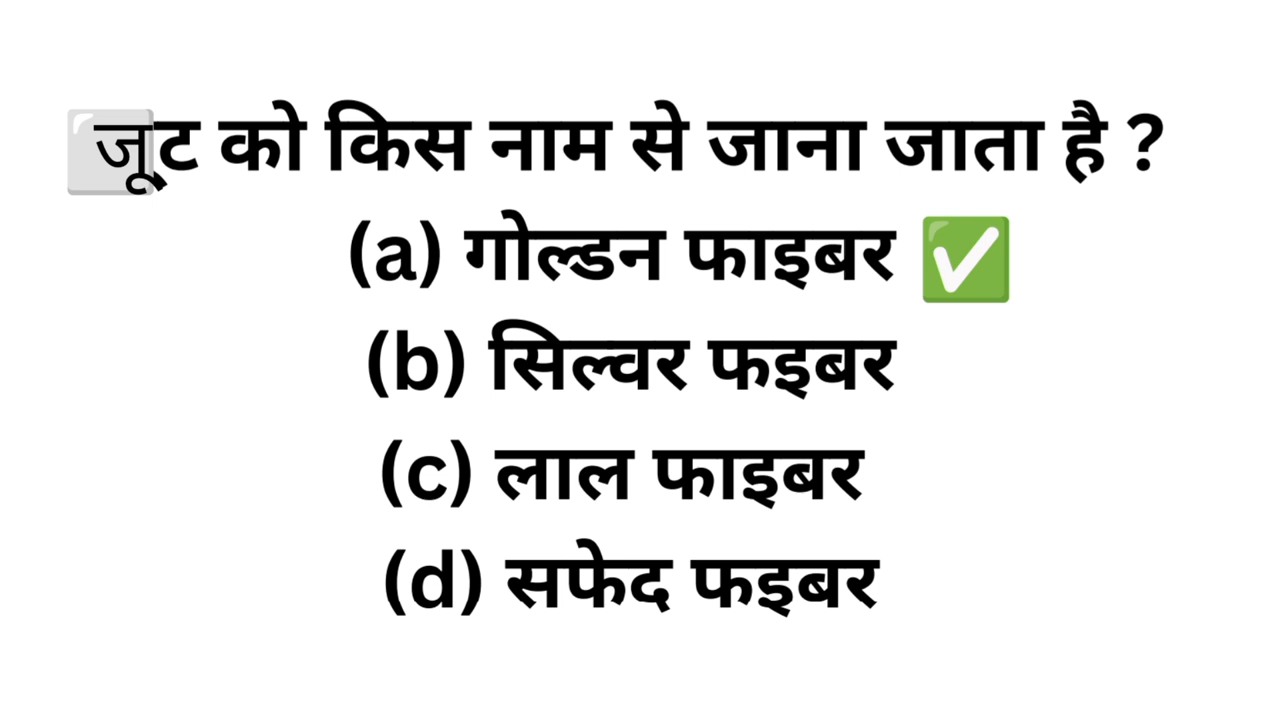 जूट को किस नाम से जाना जाता है ?
(a) गोल्डन फाइबर ✅
(b) सिल्वर फइबर
(c) लाल फाइबर
(d) सफेद फइबर